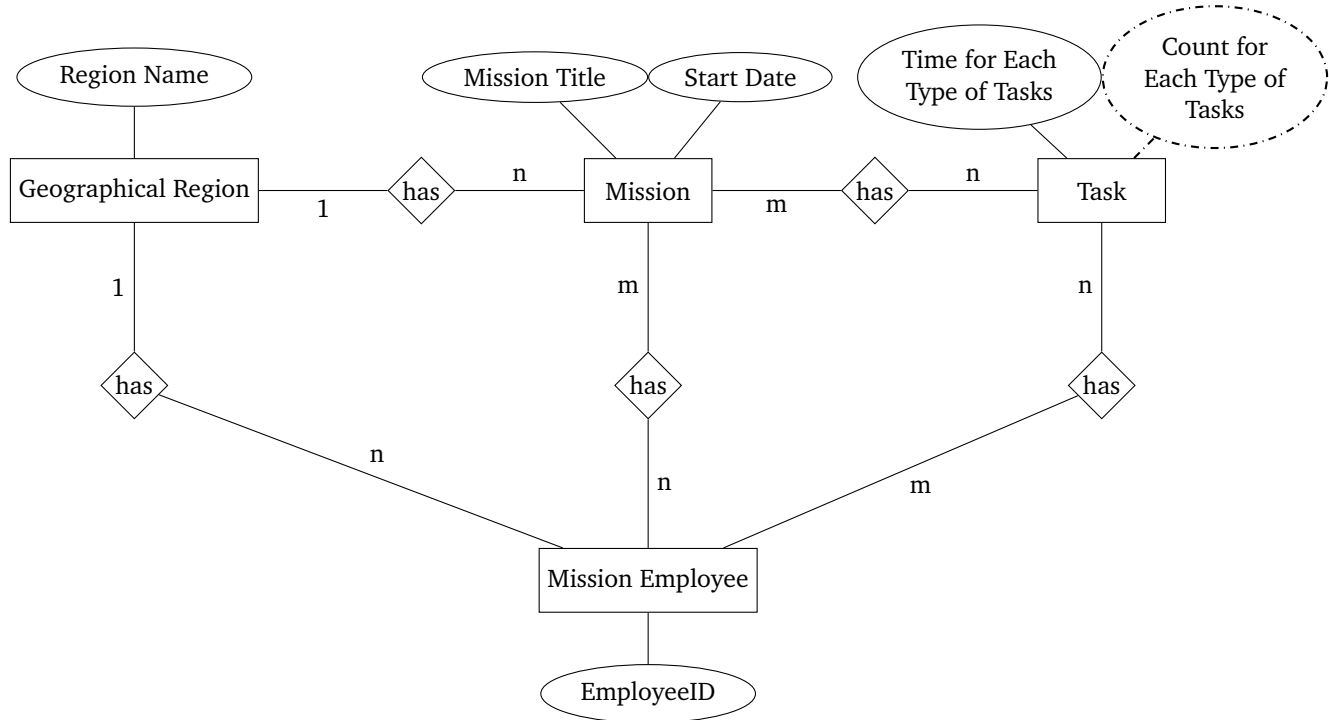 Region Name
Mission Title
Start Date
Time for Each
Type of Tasks
Count for
Each Type of
Tasks
Geographical Region
1
has
n
Mission
m
has
n
Task
1
m
n
has
has
has
n
n
m
Mission Employee
EmployeeID